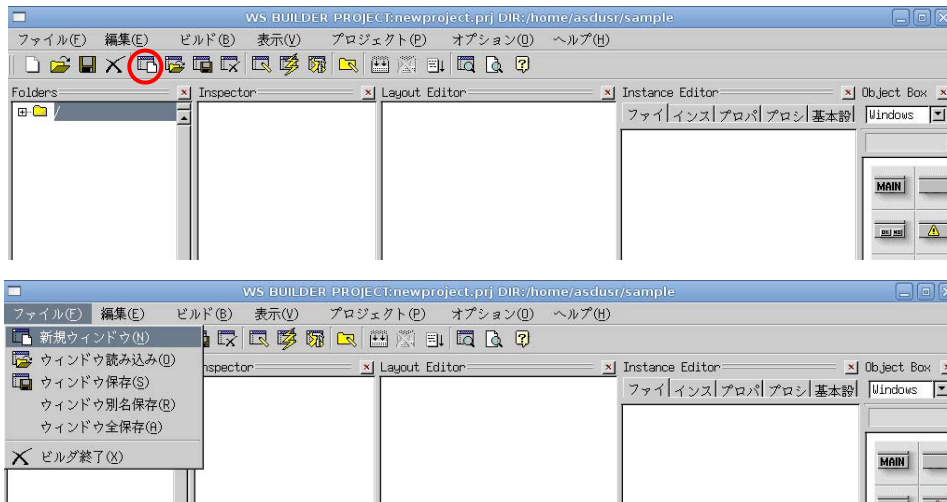 WS BUILDER PROJECT:newproject.prj DIR:/home/asdusr/sample
ファイル(F) 編集(E) ビルド(B) 表示(V) プロジェクト(P) オプション(O) ヘルプ(H)
Folders Inspector Layout Editor Instance Editor Object Box
/ ファイ インス プロパ プロシ 基本設 Windows
MAIN
WS BUILDER PROJECT:newproject.prj DIR:/home/asdusr/sample
ファイル(F) 編集(E) ビルド(B) 表示(V) プロジェクト(P) オプション(O) ヘルプ(H)
新規ウィンドウ(N)
ウィンドウ読み込み(O)
nspector Layout Editor Instance Editor Object Box
ウィンドウ保存(S)
ファイ インス プロパ プロシ 基本設 Windows
ウィンドウ別名保存(R)
ウィンドウ全保存(A)
ビルダ終了(X)
MAIN